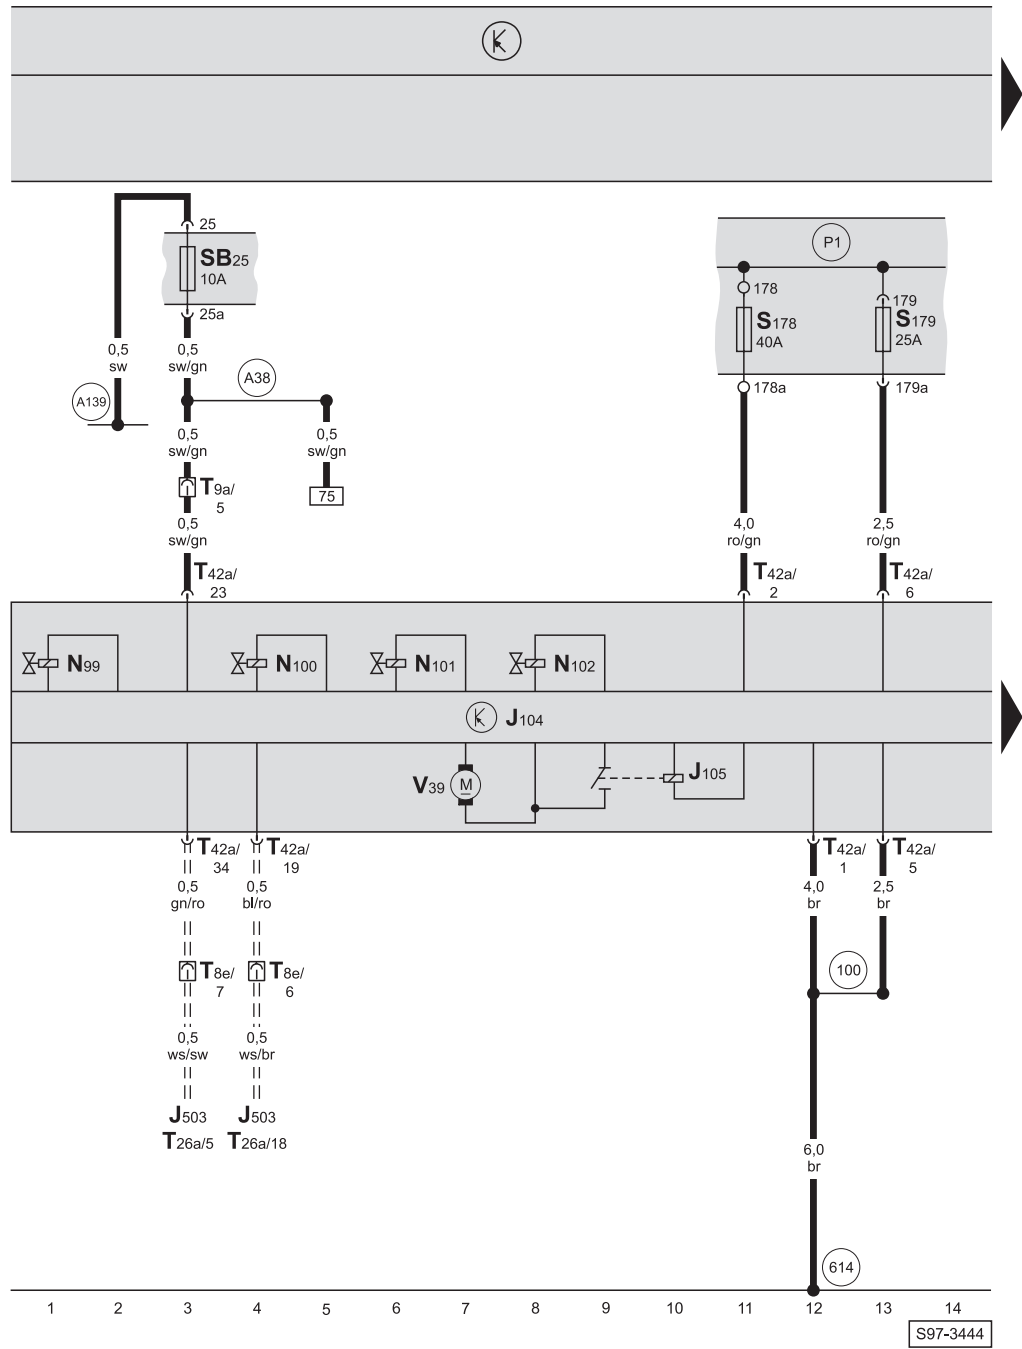 25
SB25
10A
25a
P1
178
179
S178
40A
S179
25A
178a
179a
0,5
sw
0,5
sw/gn
A38
A139
0,5
sw/gn
0,5
sw/gn
T9a/
5
75
0,5
sw/gn
4,0
ro/gn
2,5
ro/gn
T42a/
23
T42a/
2
T42a/
6
N99
N100
N101
N102
J104
V39
M
J105
T42a/
34
T42a/
19
T42a/
1
T42a/
5
0,5
gn/ro
0,5
bl/ro
4,0
br
2,5
br
T8e/
7
T8e/
6
100
0,5
ws/sw
0,5
ws/br
J503
T26a/5
J503
T26a/18
6,0
br
614
1 2 3 4 5 6 7 8 9 10 11 12 13 14
S97-3444